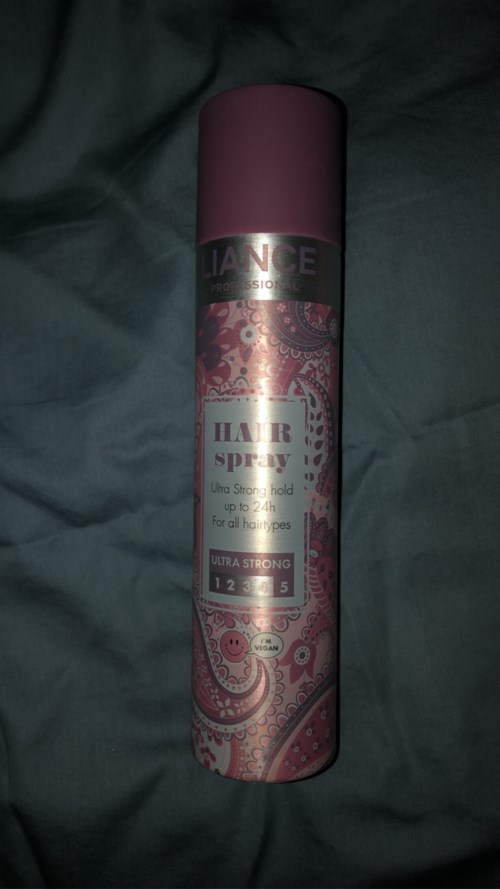 LIANCE
PROFESSIONAL
HAIR
spray
Ultra Strong hold
up to 24h
For all hairtypes
ULTRA STRONG
1 2 3 4 5
I'M
VEGAN